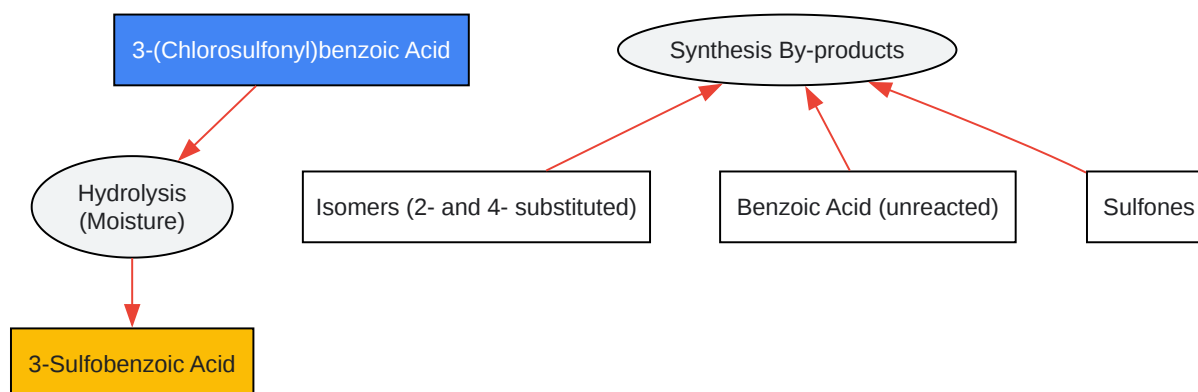 3-(Chlorosulfonyl)benzoic Acid
Synthesis By-products
Hydrolysis
(Moisture)
Isomers (2- and 4- substituted)
Benzoic Acid (unreacted)
Sulfones
3-Sulfobenzoic Acid